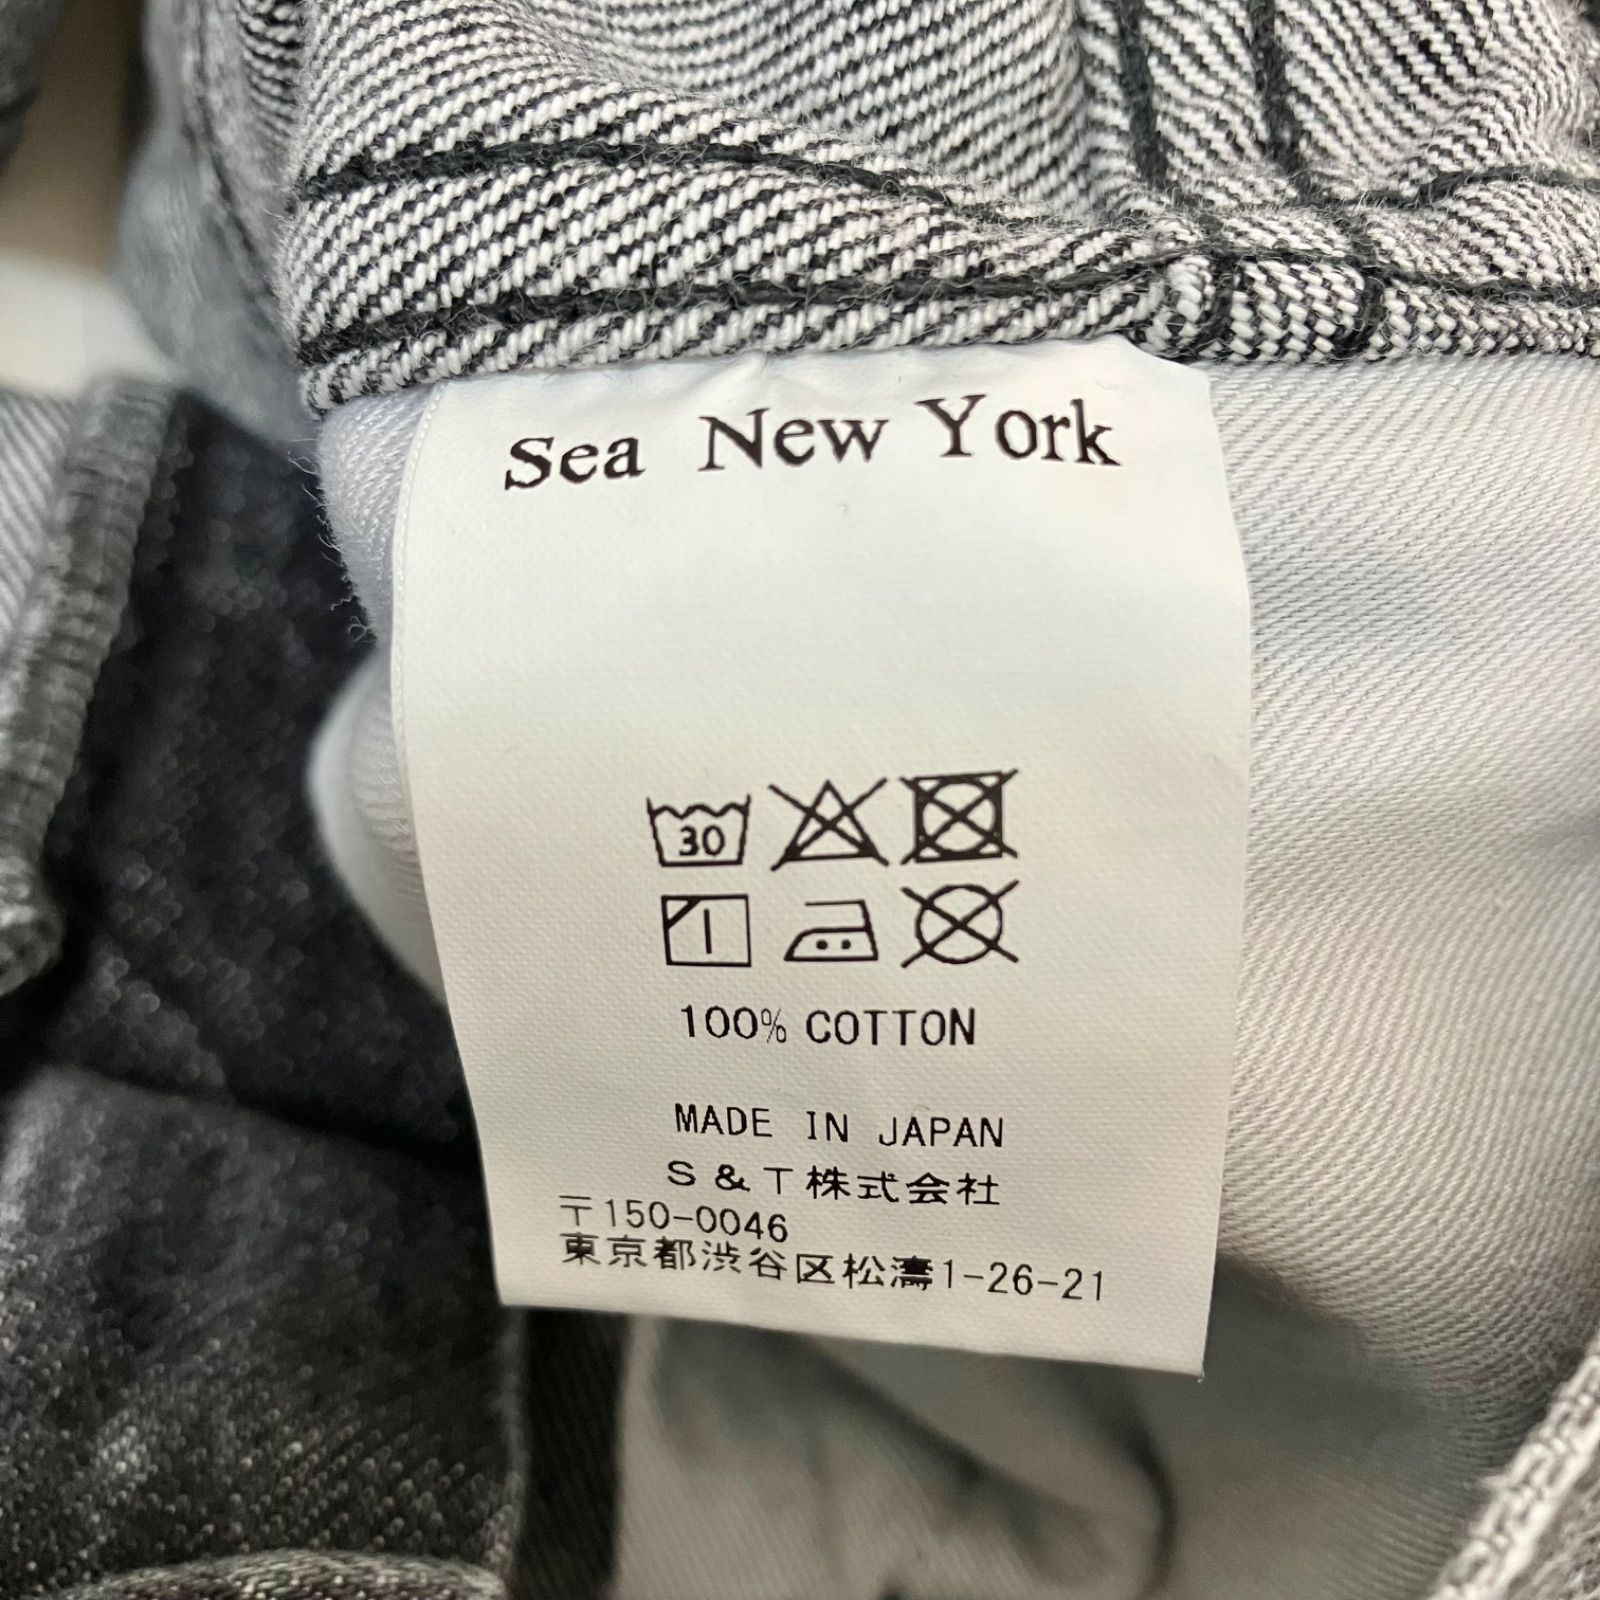 Sea New York
30
100% COTTON
MADE IN JAPAN
S&T株式会社
〒150-0046
東京都渋谷区松濤1-26-21